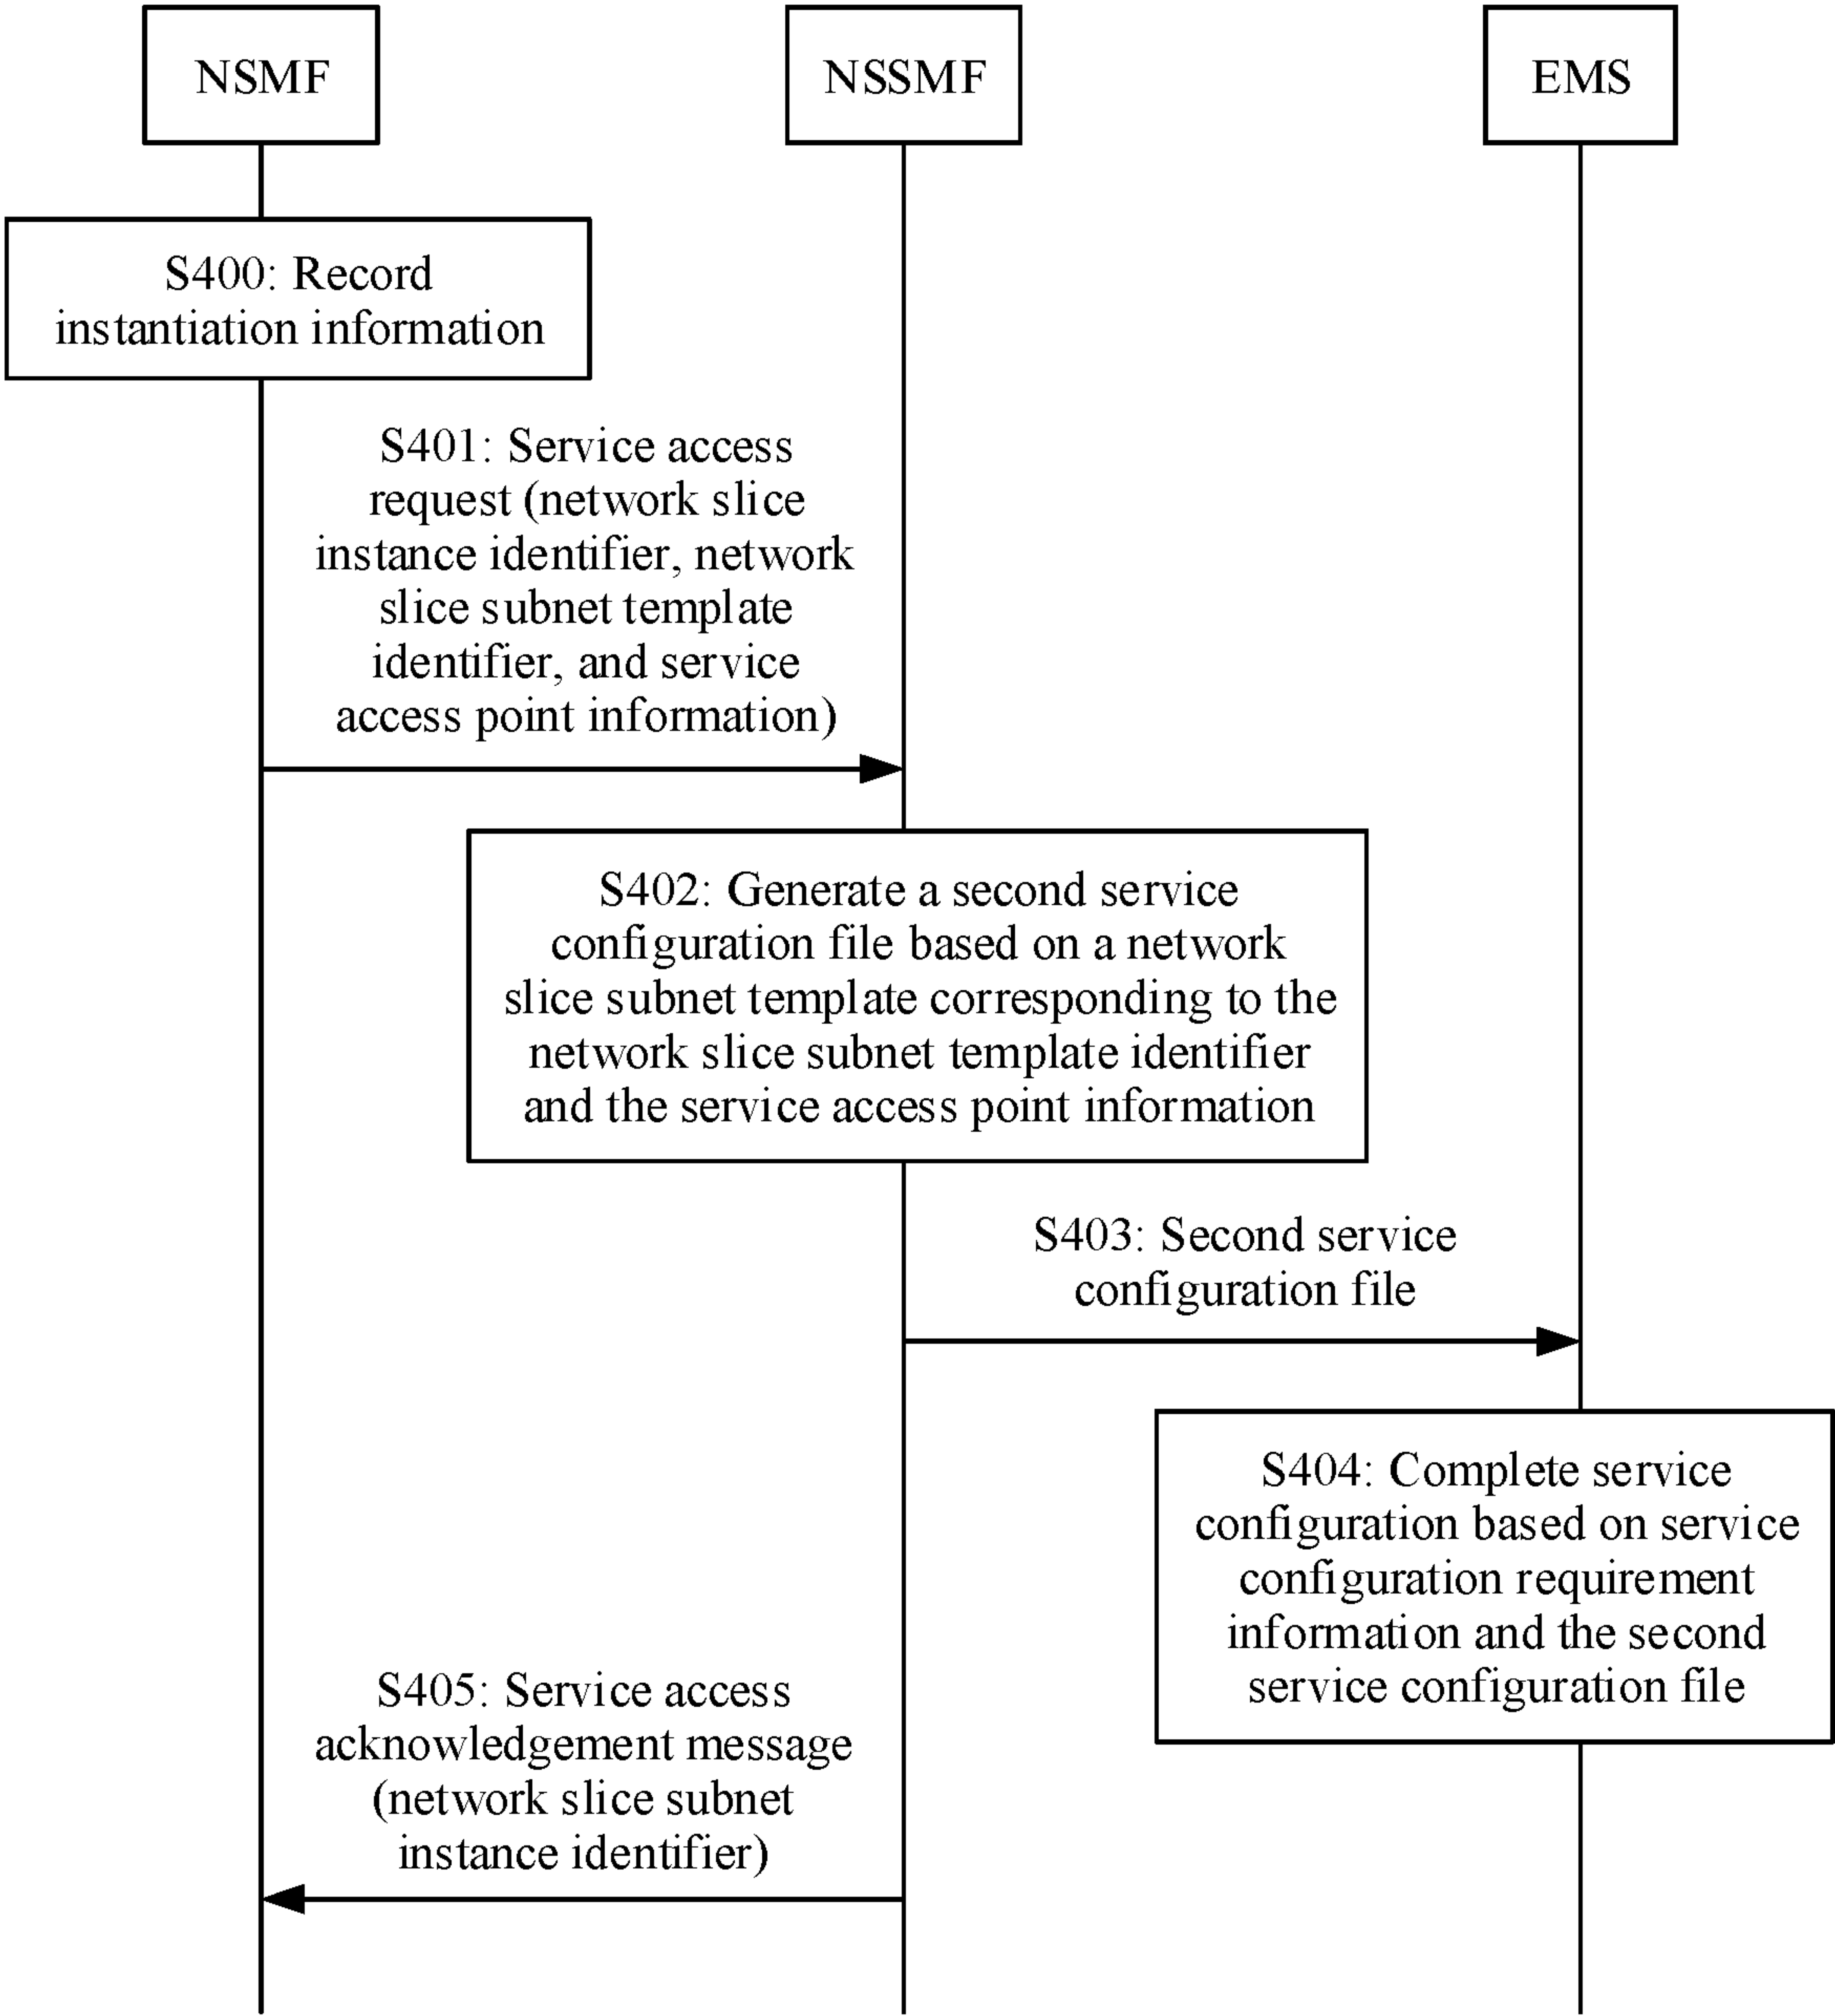 NSMF
NSSMF
EMS
S400: Record
instantiation information
S401: Service access
request (network slice
instance identifier, network
slice subnet template
identifier, and service
access point information)
S402: Generate a second service
configuration file based on a network
slice subnet template corresponding to the
network slice subnet template identifier
and the service access point information
S403: Second service
configuration file
S404: Complete service
configuration based on service
configuration requirement
information and the second
service configuration file
S405: Service access
acknowledgement message
(network slice subnet
instance identifier)